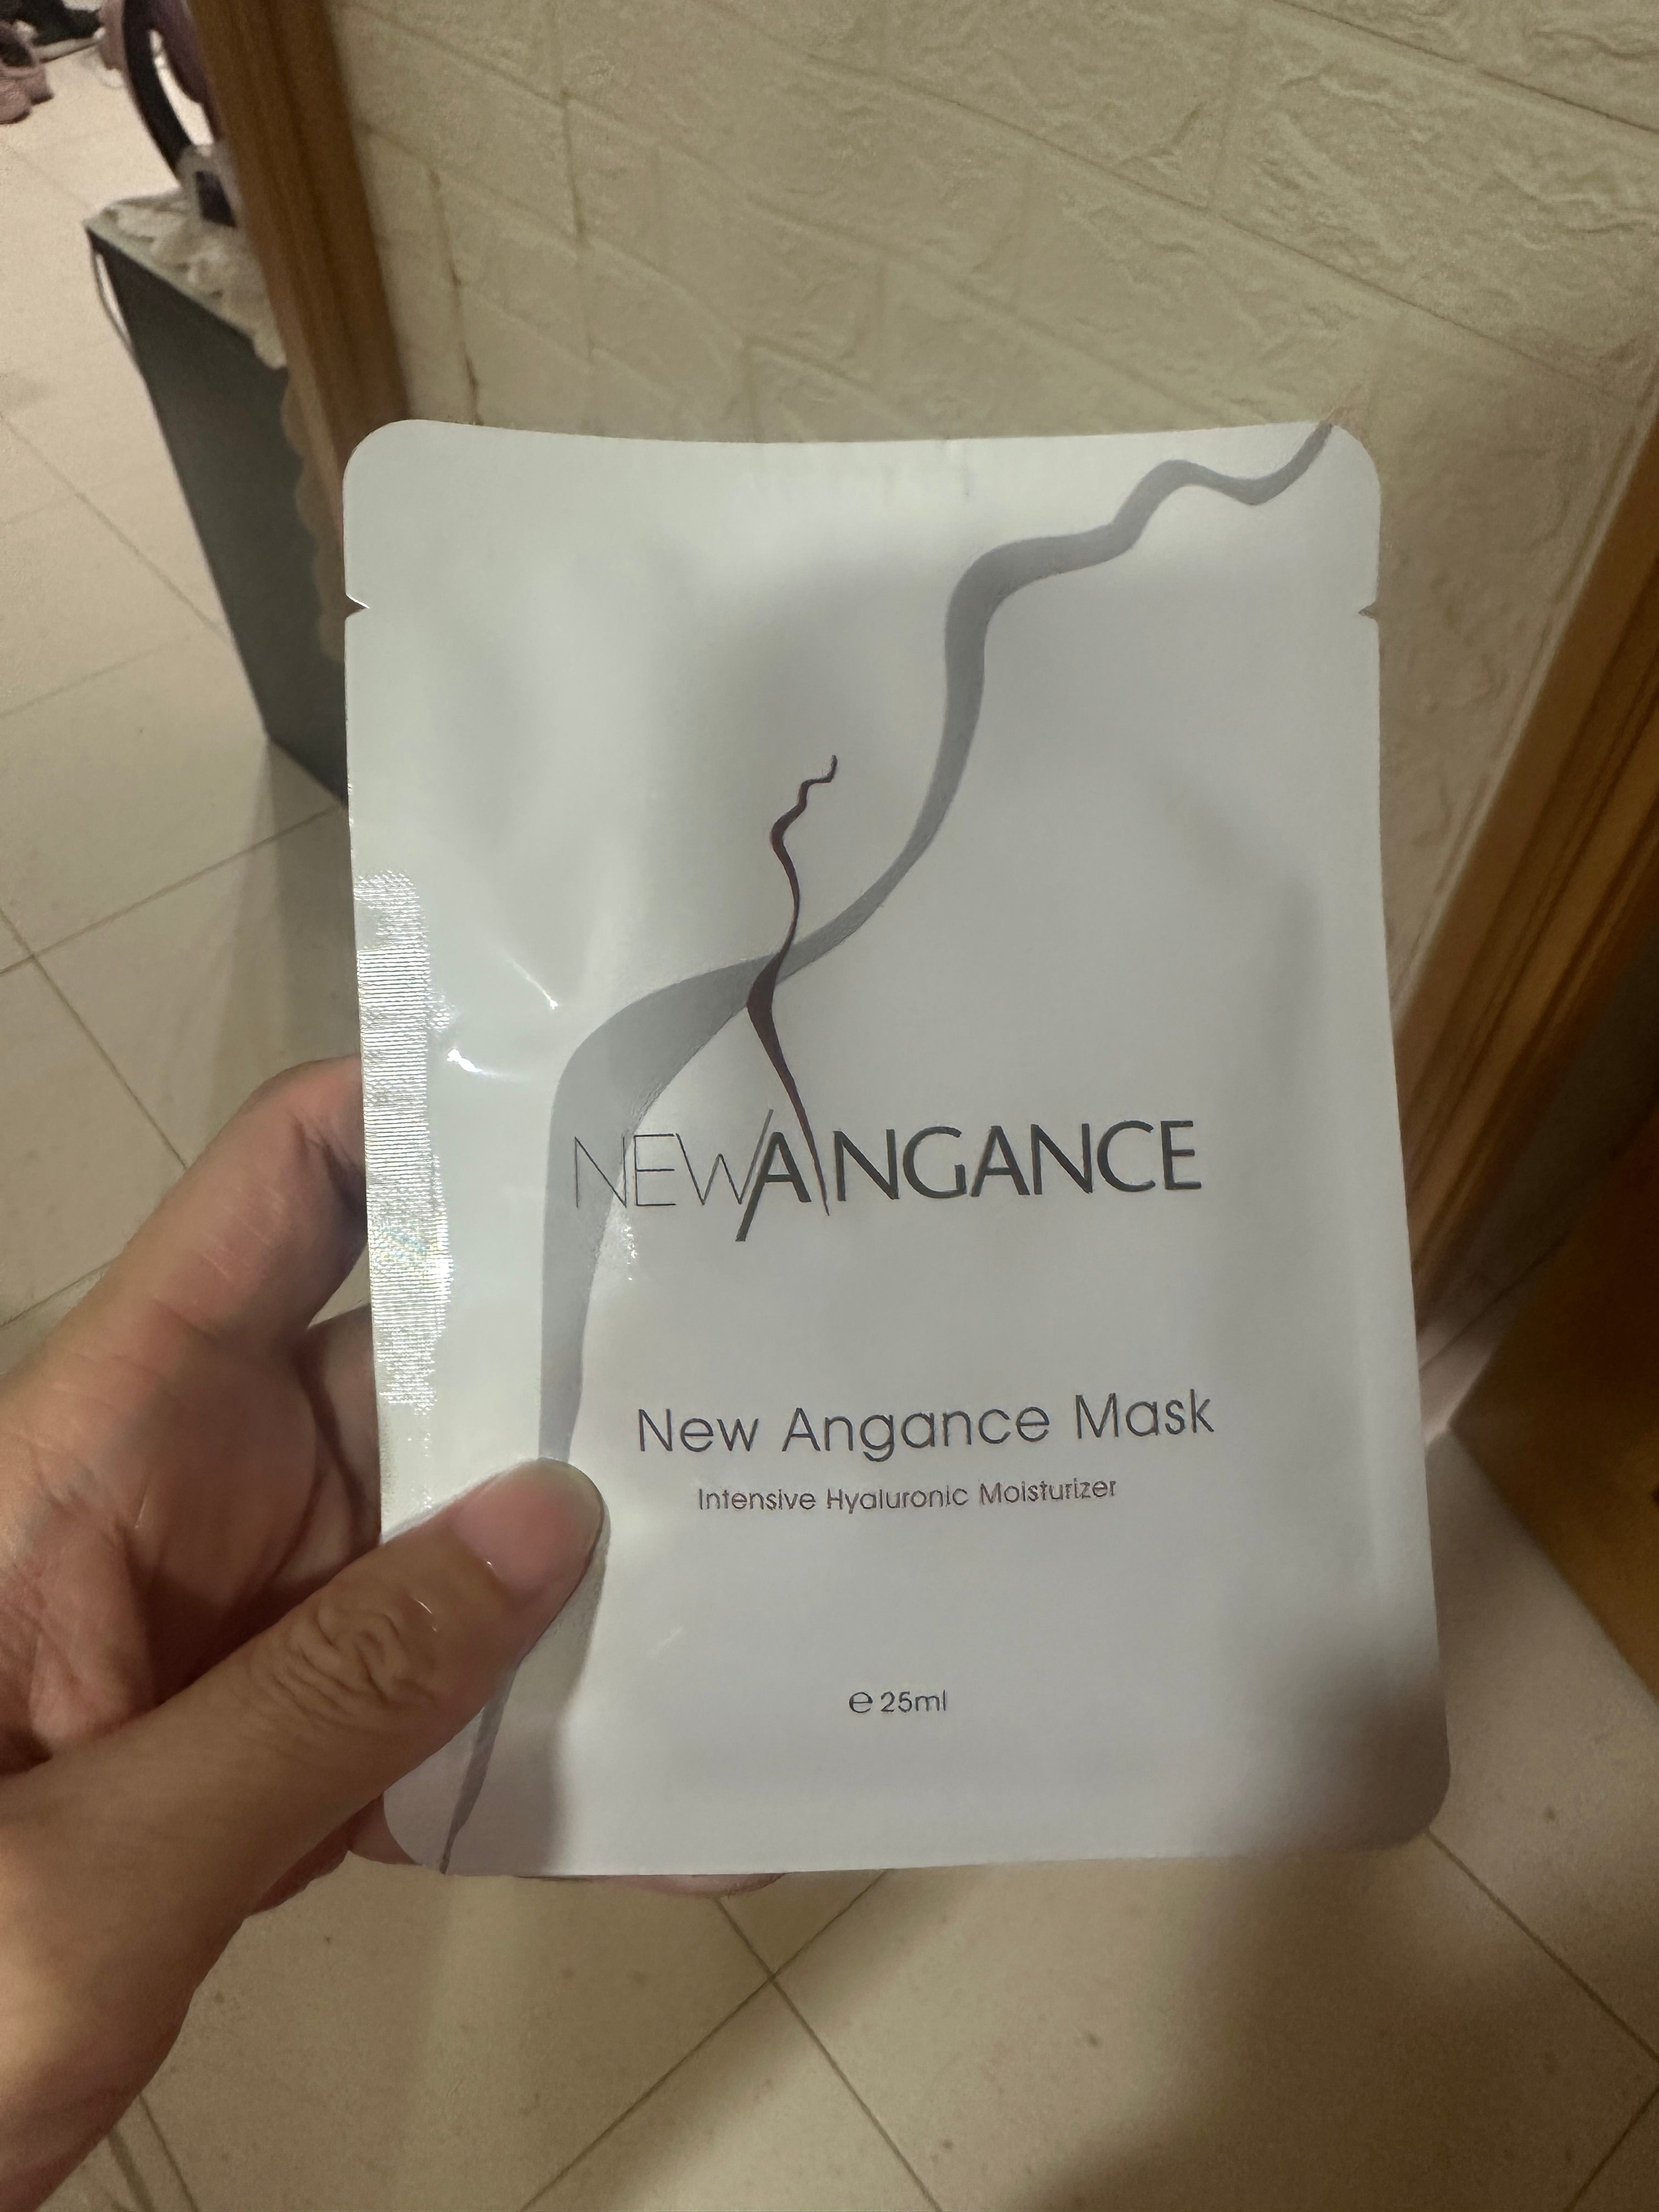 NEWANGANCE
New Angance Mask
Intensive Hyaluronic Moisturizer
℮ 25ml